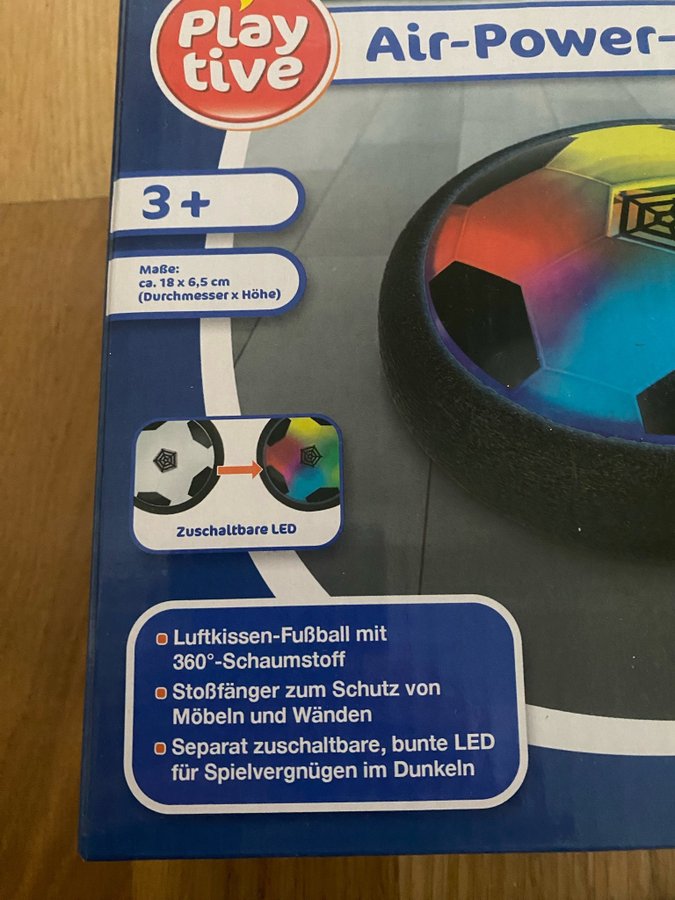 Play
tive
Air-Power-
3+
Maße:
ca. 18 x 6,5 cm
(Durchmesser x Höhe)
Zuschaltbare LED
Luftkissen-Fußball mit
360°-Schaumstoff
Stoßfänger zum Schutz von
Möbeln und Wänden
Separat zuschaltbare, bunte LED
für Spielvergnügen im Dunkeln